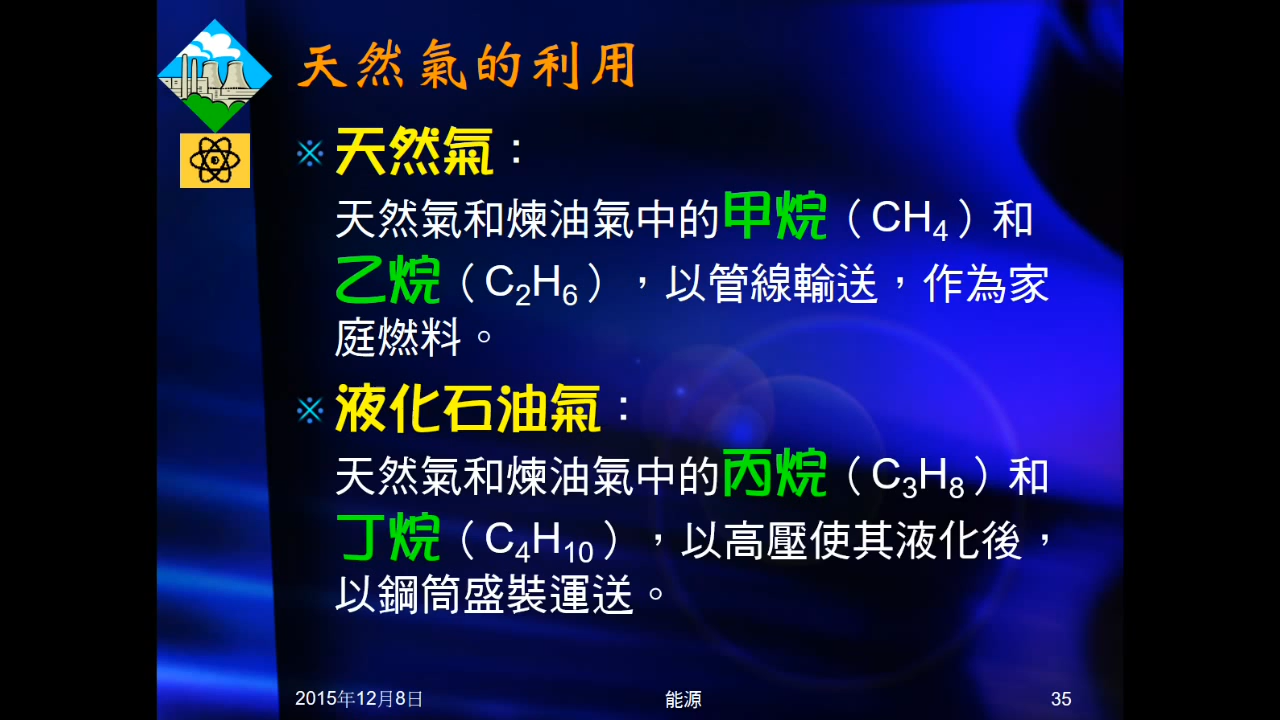 天然氣的利用
※天然氣：
天然氣和煉油氣中的甲烷（CH₄）和
乙烷（C₂H₆），以管線輸送，作為家
庭燃料。
※液化石油氣：
天然氣和煉油氣中的丙烷（C₃H₈）和
丁烷（C₄H₁₀），以高壓使其液化後，
以鋼筒盛裝運送。
2015年12月8日
能源
35